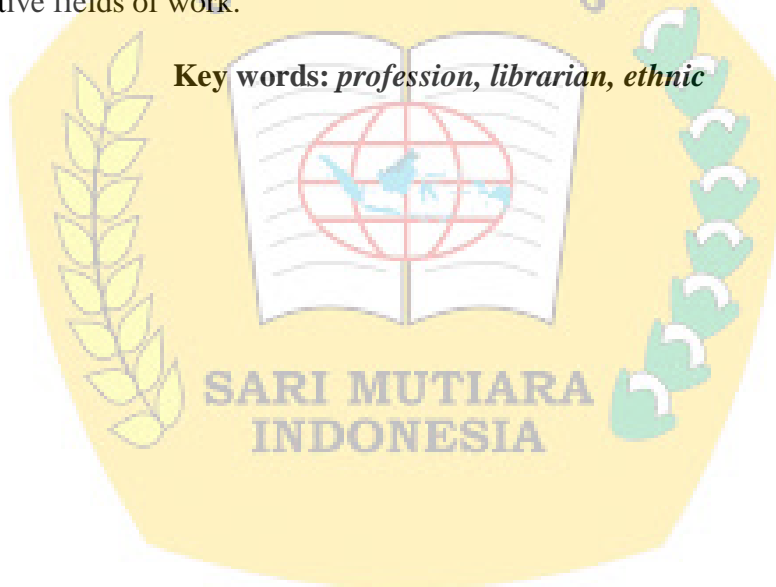 tive fields of work.
Key words: profession, librarian, ethnic
SARI MUTIARA
INDONESIA